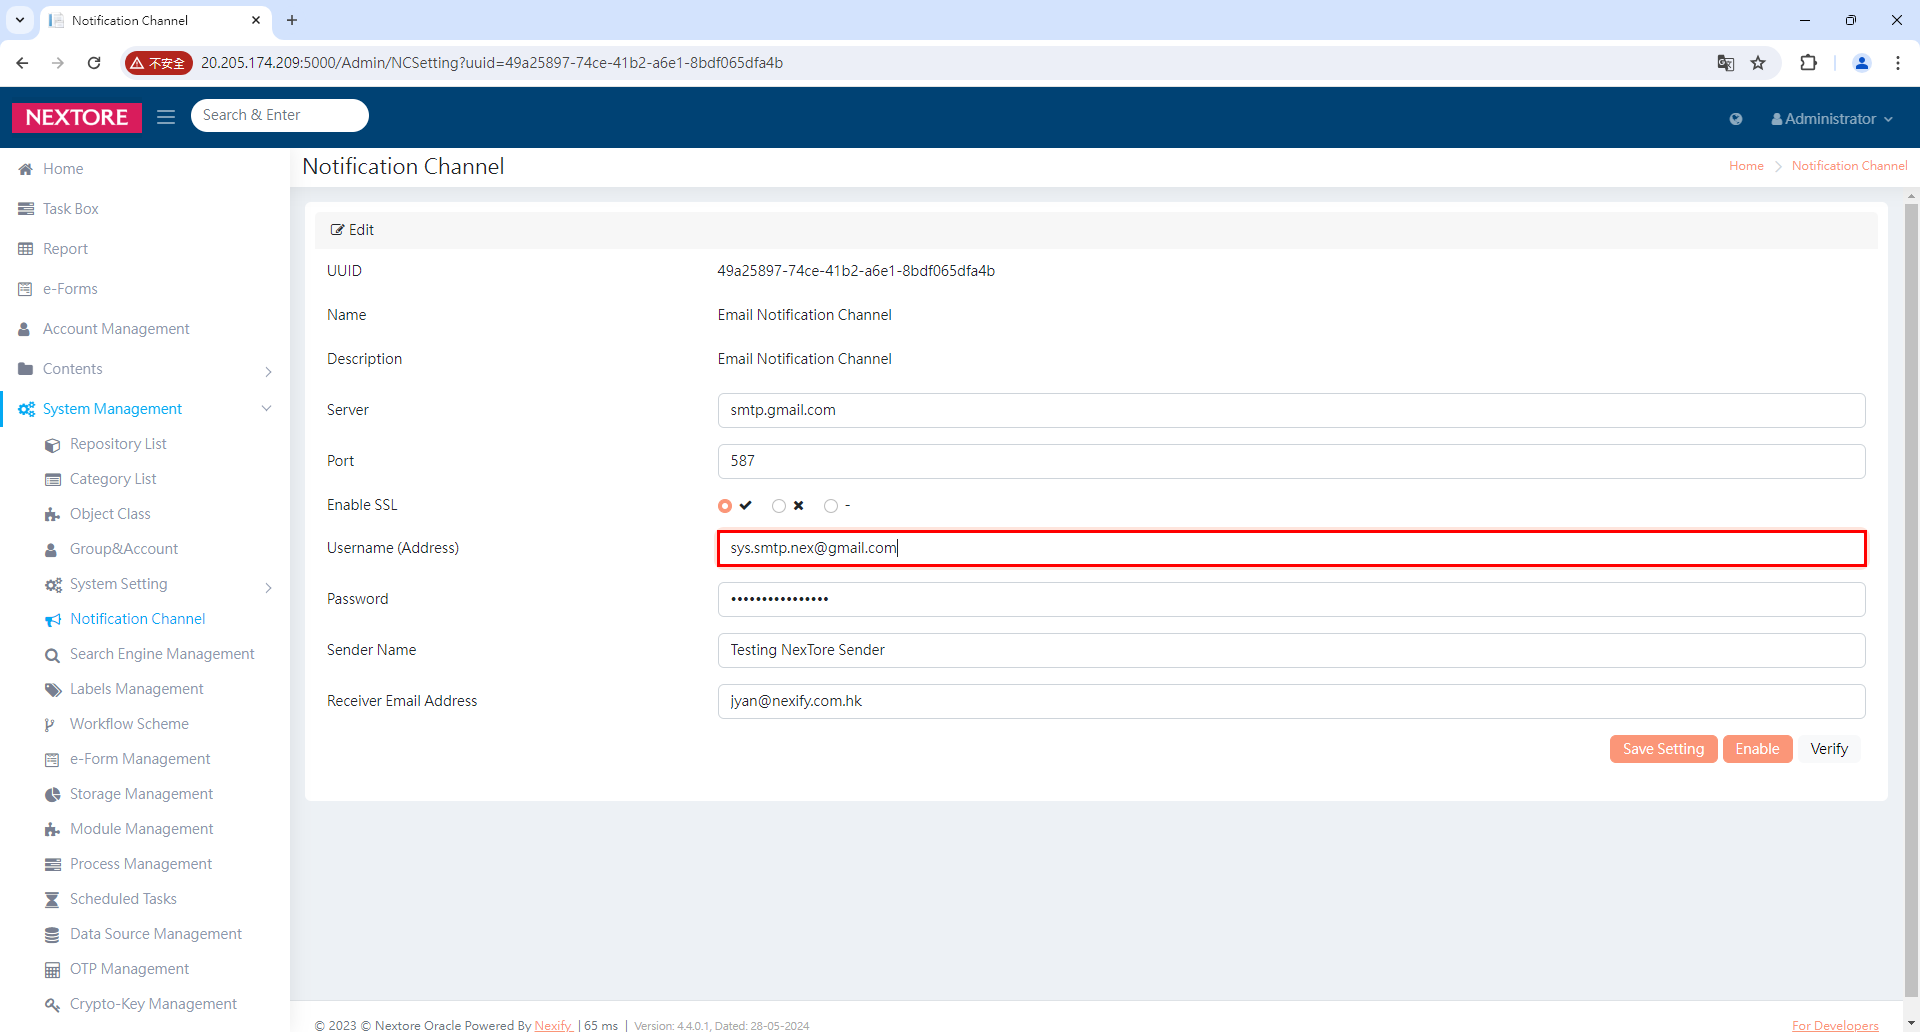 Notification Channel
不安全
20.205.174.209:5000/Admin/NCSetting?uuid=49a25897-74ce-41b2-a6e1-8bdf065dfa4b
NEXTORE
Search & Enter
Administrator
Home
Task Box
Report
e-Forms
Account Management
Contents
System Management
Repository List
Category List
Object Class
Group&Account
System Setting
Notification Channel
Search Engine Management
Labels Management
Workflow Scheme
e-Form Management
Storage Management
Module Management
Process Management
Scheduled Tasks
Data Source Management
OTP Management
Crypto-Key Management
Notification Channel
Home Notification Channel
Edit
UUID 49a25897-74ce-41b2-a6e1-8bdf065dfa4b
Name Email Notification Channel
Description Email Notification Channel
Server smtp.gmail.com
Port 587
Enable SSL -
Username (Address) sys.smtp.nex@gmail.com
Password ••••••••••••••••
Sender Name Testing NexTore Sender
Receiver Email Address jyan@nexify.com.hk
Save Setting Enable Verify
© 2023 © Nextore Oracle Powered By Nexify | 65 ms | Version: 4.4.0.1, Dated: 28-05-2024
For Developers